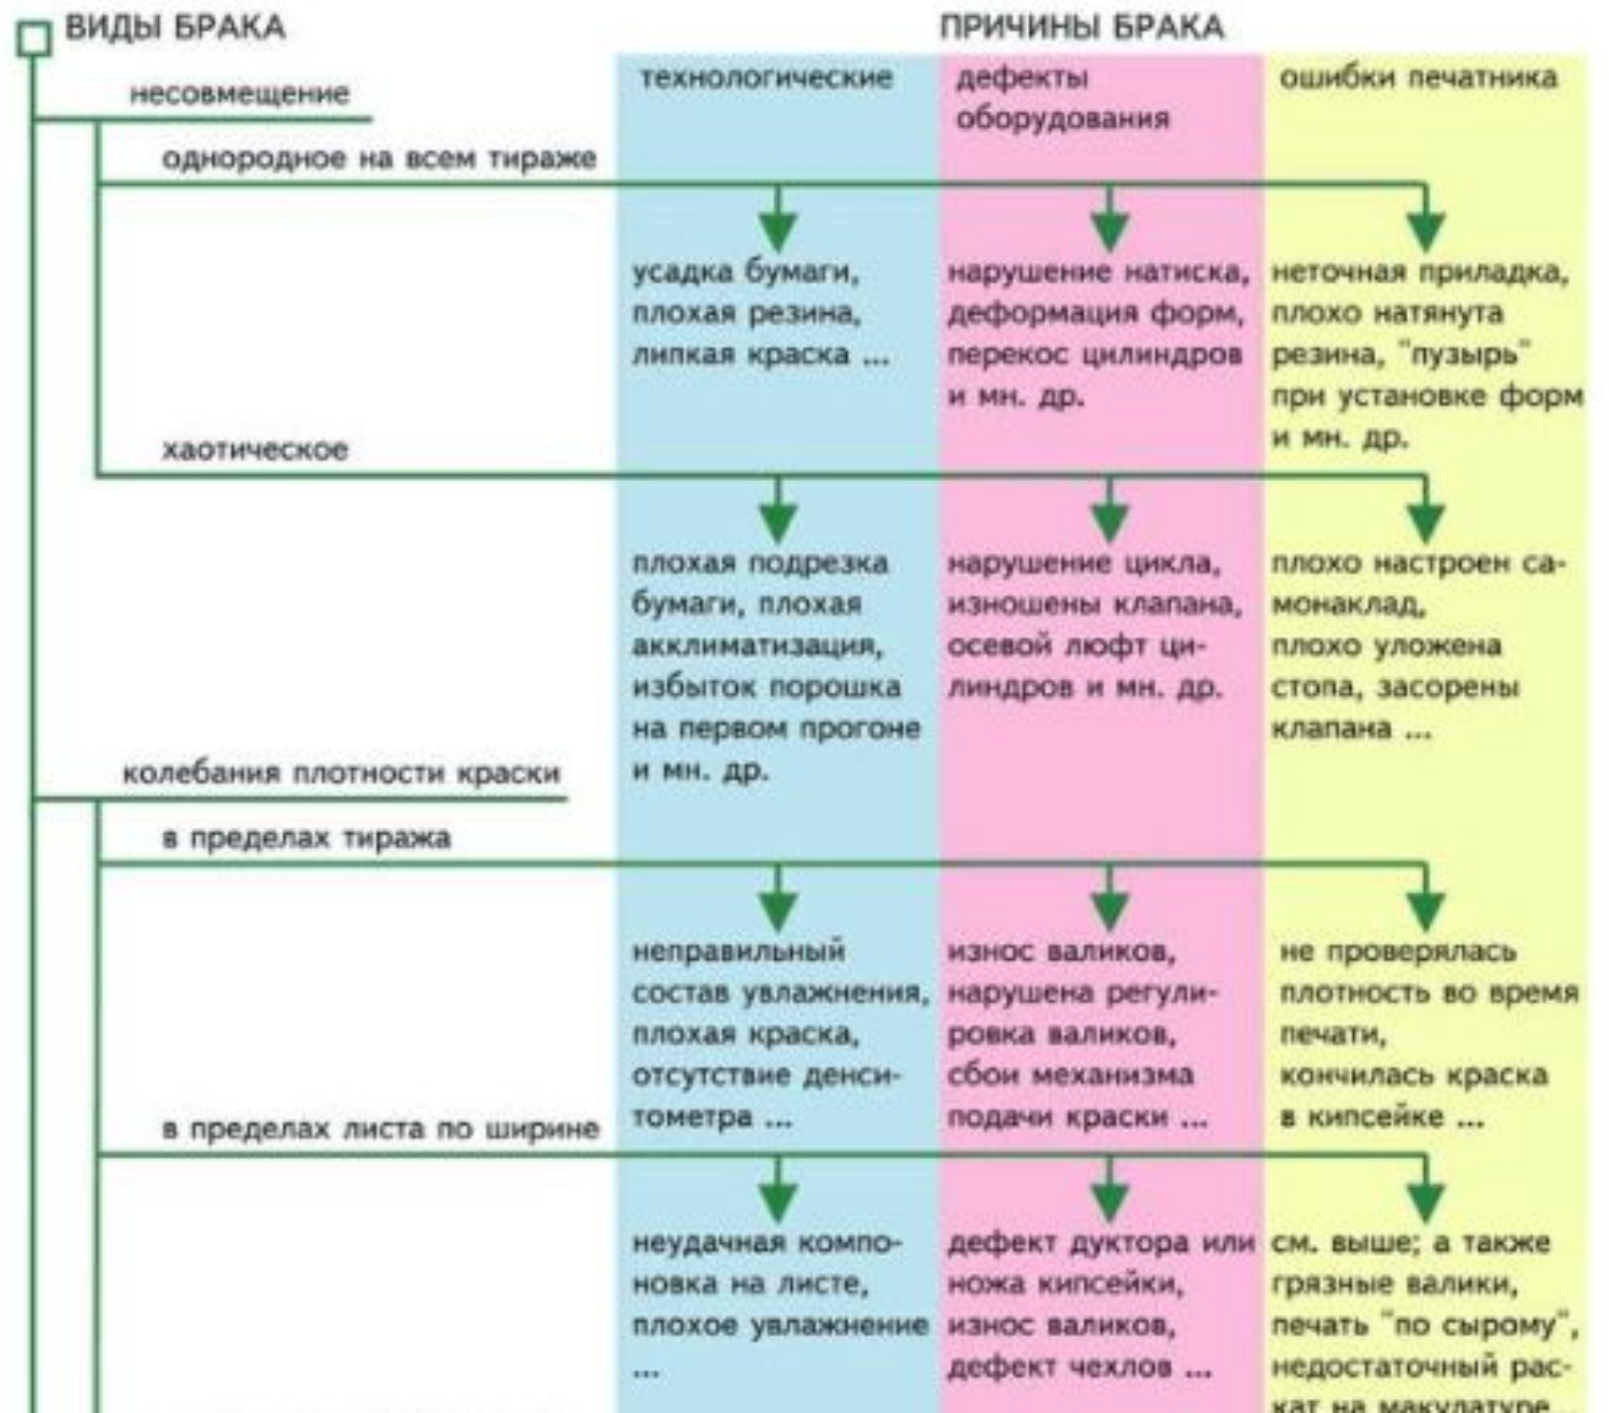 ВИДЫ БРАКА
ПРИЧИНЫ БРАКА
несовмещение
технологические
дефекты
оборудования
ошибки печатника
однородное на всем тираже
усадка бумаги,
плохая резина,
липкая краска ...
нарушение натиска,
деформация форм,
перекос цилиндров
и мн. др.
неточная приладка,
плохо натянута
резина, "пузырь"
при установке форм
и мн. др.
хаотическое
плохая подрезка
бумаги, плохая
акклиматизация,
избыток порошка
на первом прогоне
и мн. др.
нарушение цикла,
изношены клапана,
осевой люфт ци-
линдров и мн. др.
плохо настроен са-
монаклад,
плохо уложена
стопа, засорены
клапана ...
колебания плотности краски
в пределах тиража
неправильный
состав увлажнения,
плохая краска,
отсутствие денси-
тометра ...
износ валиков,
нарушена регули-
ровка валиков,
сбои механизма
подачи краски ...
не проверялась
плотность во время
печати,
кончилась краска
в кипсейке ...
в пределах листа по ширине
неудачная компо-
новка на листе,
плохое увлажнение
...
дефект дуктора или
ножа кипсейки,
износ валиков,
дефект чехлов ...
см. выше; а также
грязные валики,
печать "по сырому",
недостаточный рас-
кат на макулатуре...